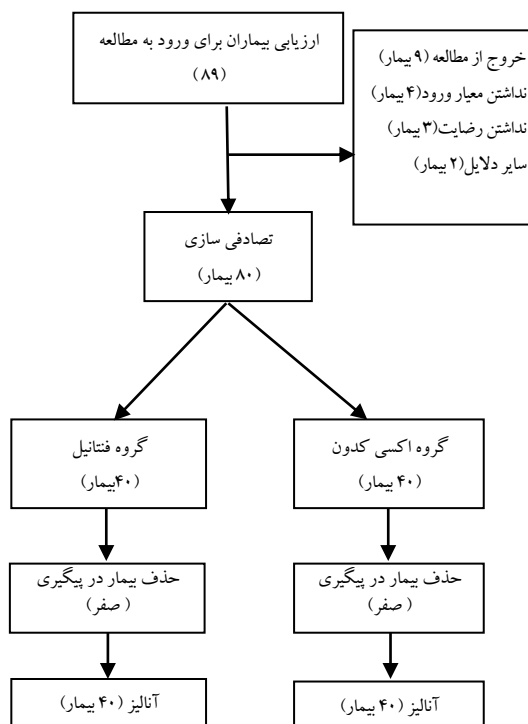 ارزیابی بیماران برای ورود به مطالعه
(۸۹)
خروج از مطالعه (۹ بیمار)
نداشتن معیار ورود(۴ بیمار)
نداشتن رضایت(۳ بیمار)
سایر دلایل(۲ بیمار)
تصادفی سازی
(۸۰ بیمار)
گروه اکسی کدون
(۴۰ بیمار)
گروه فنتانیل
(۴۰بیمار)
حذف بیمار در پیگیری
(صفر)
حذف بیمار در پیگیری
(صفر)
آنالیز (۴۰ بیمار)
آنالیز (۴۰ بیمار)